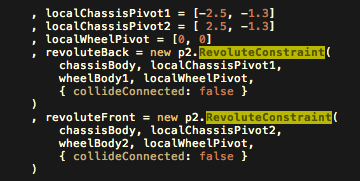 , localChassisPivot1 = [-2.5, -1.3]
, localChassisPivot2 = [ 2.5, -1.3]
, localWheelPivot = [0, 0]
, revoluteBack = new p2.RevoluteConstraint(
chassisBody, localChassisPivot1,
wheelBody1, localWheelPivot,
{ collideConnected: false }
)
, revoluteFront = new p2.RevoluteConstraint(
chassisBody, localChassisPivot2,
wheelBody2, localWheelPivot,
{ collideConnected: false }
)